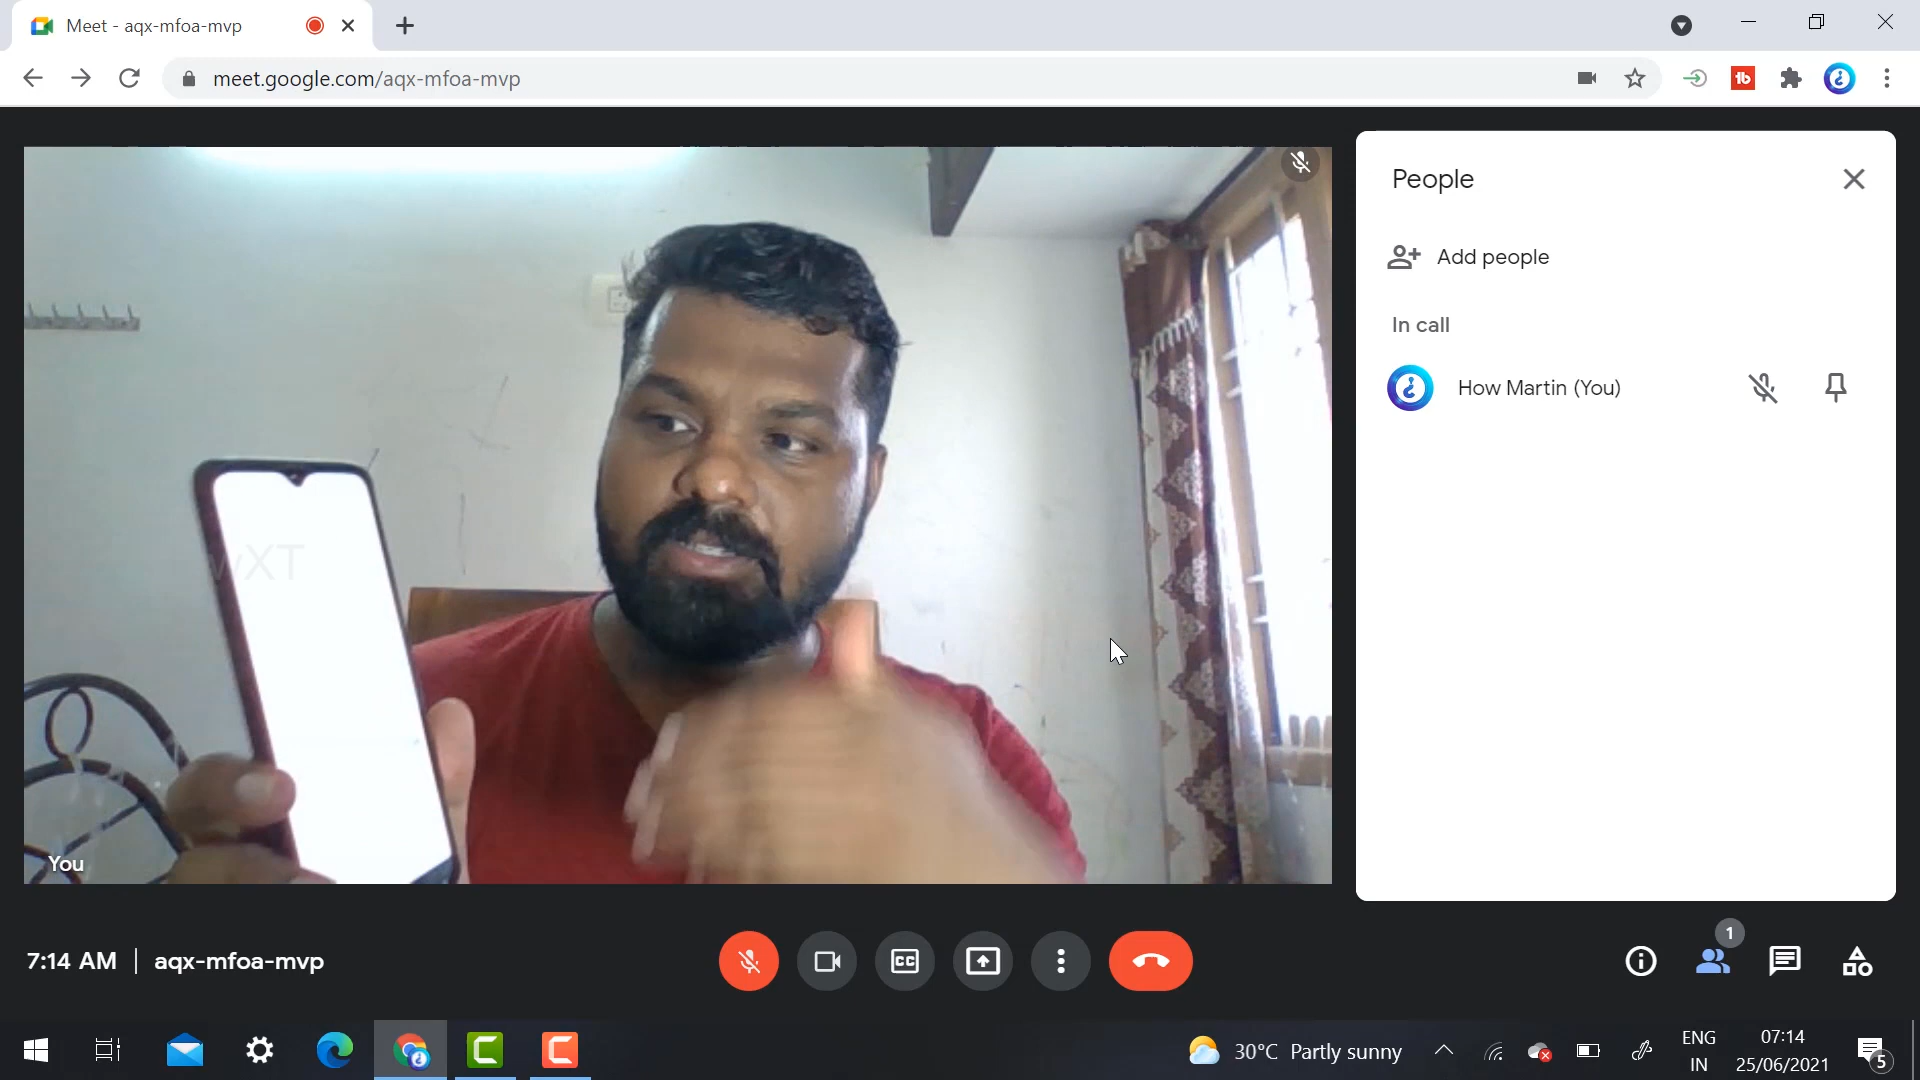 Meet - aqx-mfoa-mvp
meet.google.com/aqx-mfoa-mvp
People
Add people
In call
How Martin (You)
You
7:14 AM | aqx-mfoa-mvp
CC
1
30°C Partly sunny
ENG
IN
07:14
25/06/2021
5